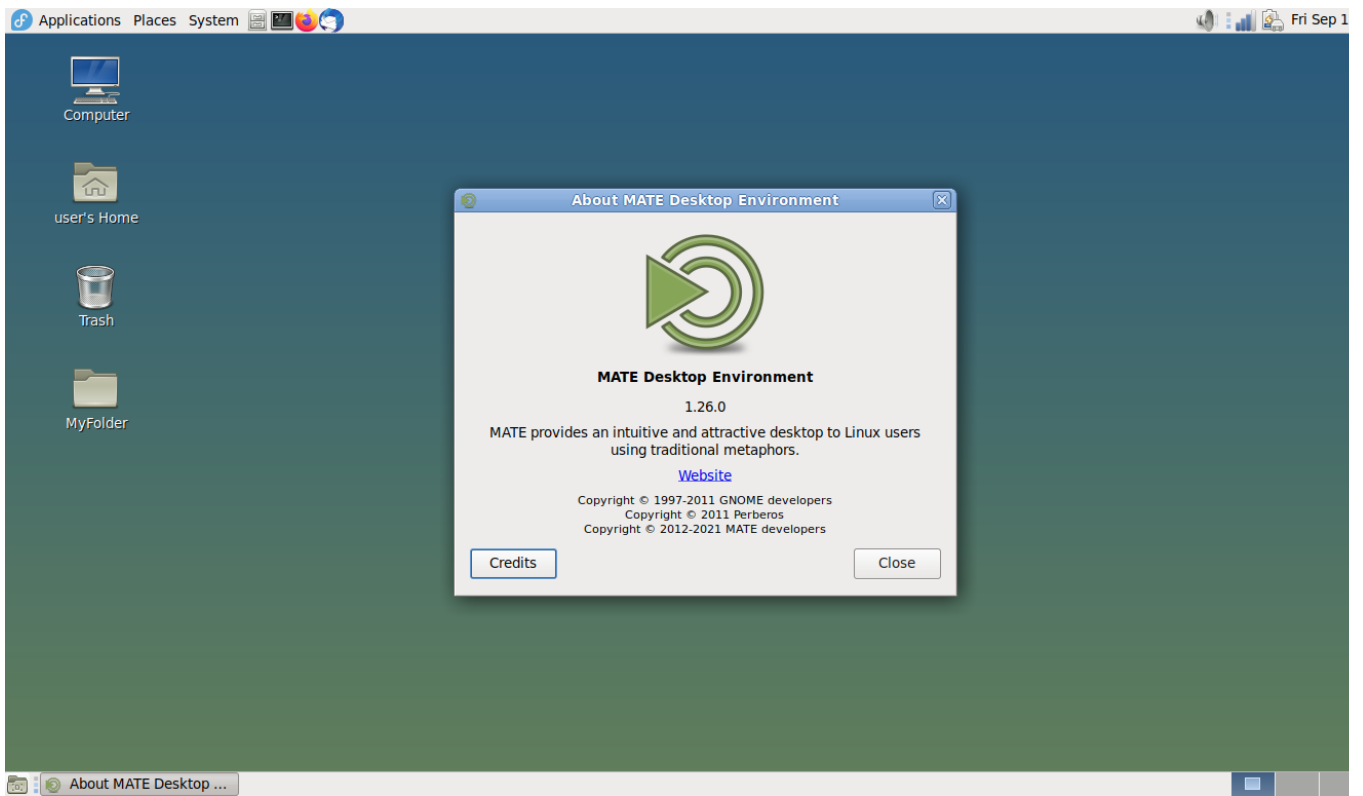 Applications Places System
Fri Sep 1
Computer
user's Home
Trash
MyFolder
About MATE Desktop Environment
MATE Desktop Environment
1.26.0
MATE provides an intuitive and attractive desktop to Linux users
using traditional metaphors.
Website
Copyright © 1997-2011 GNOME developers
Copyright © 2011 Perberos
Copyright © 2012-2021 MATE developers
Credits
Close
About MATE Desktop ...